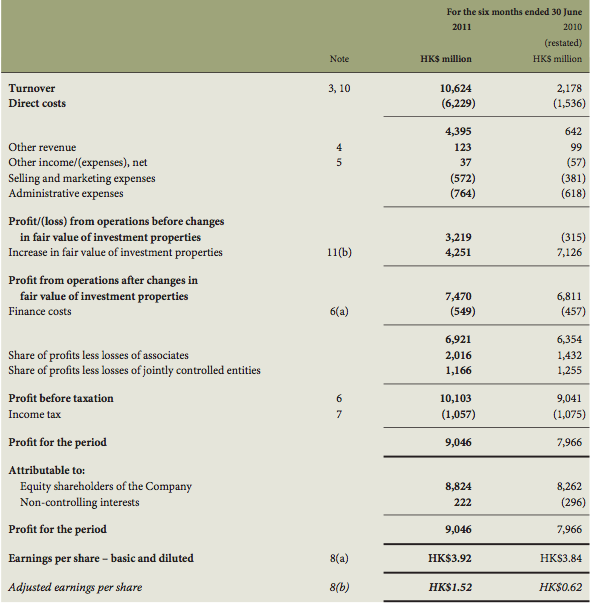 For the six months ended 30 June
2011 2010
(restated)
Note HK$ million HK$ million
Turnover 3, 10 10,624 2,178
Direct costs (6,229) (1,536)
4,395 642
Other revenue 4 123 99
Other income/(expenses), net 5 37 (57)
Selling and marketing expenses (572) (381)
Administrative expenses (764) (618)
Profit/(loss) from operations before changes
in fair value of investment properties 3,219 (315)
Increase in fair value of investment properties 11(b) 4,251 7,126
Profit from operations after changes in
fair value of investment properties 7,470 6,811
Finance costs 6(a) (549) (457)
6,921 6,354
Share of profits less losses of associates 2,016 1,432
Share of profits less losses of jointly controlled entities 1,166 1,255
Profit before taxation 6 10,103 9,041
Income tax 7 (1,057) (1,075)
Profit for the period 9,046 7,966
Attributable to:
Equity shareholders of the Company 8,824 8,262
Non-controlling interests 222 (296)
Profit for the period 9,046 7,966
Earnings per share – basic and diluted 8(a) HK$3.92 HK$3.84
Adjusted earnings per share 8(b) HK$1.52 HK$0.62